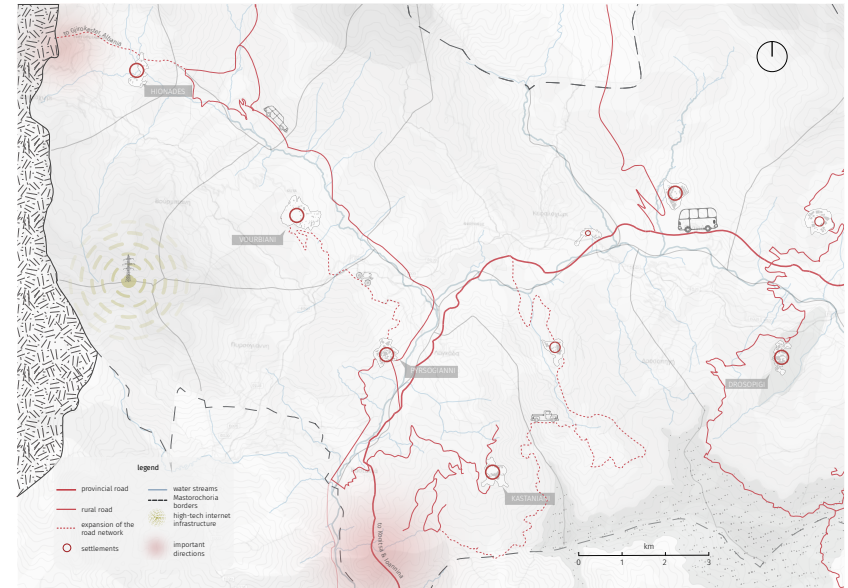 HIONADES
VOURBIANI
PYRSOGIANNI
DROSOPIGI
KASTANIANI
to Konitsa & Ioannina
legend
provincial road
rural road
expansion of the
road network
settlements
water streams
Mastorochoria
borders
high-tech internet
infrastructure
important
directions
km
0 1 2 3